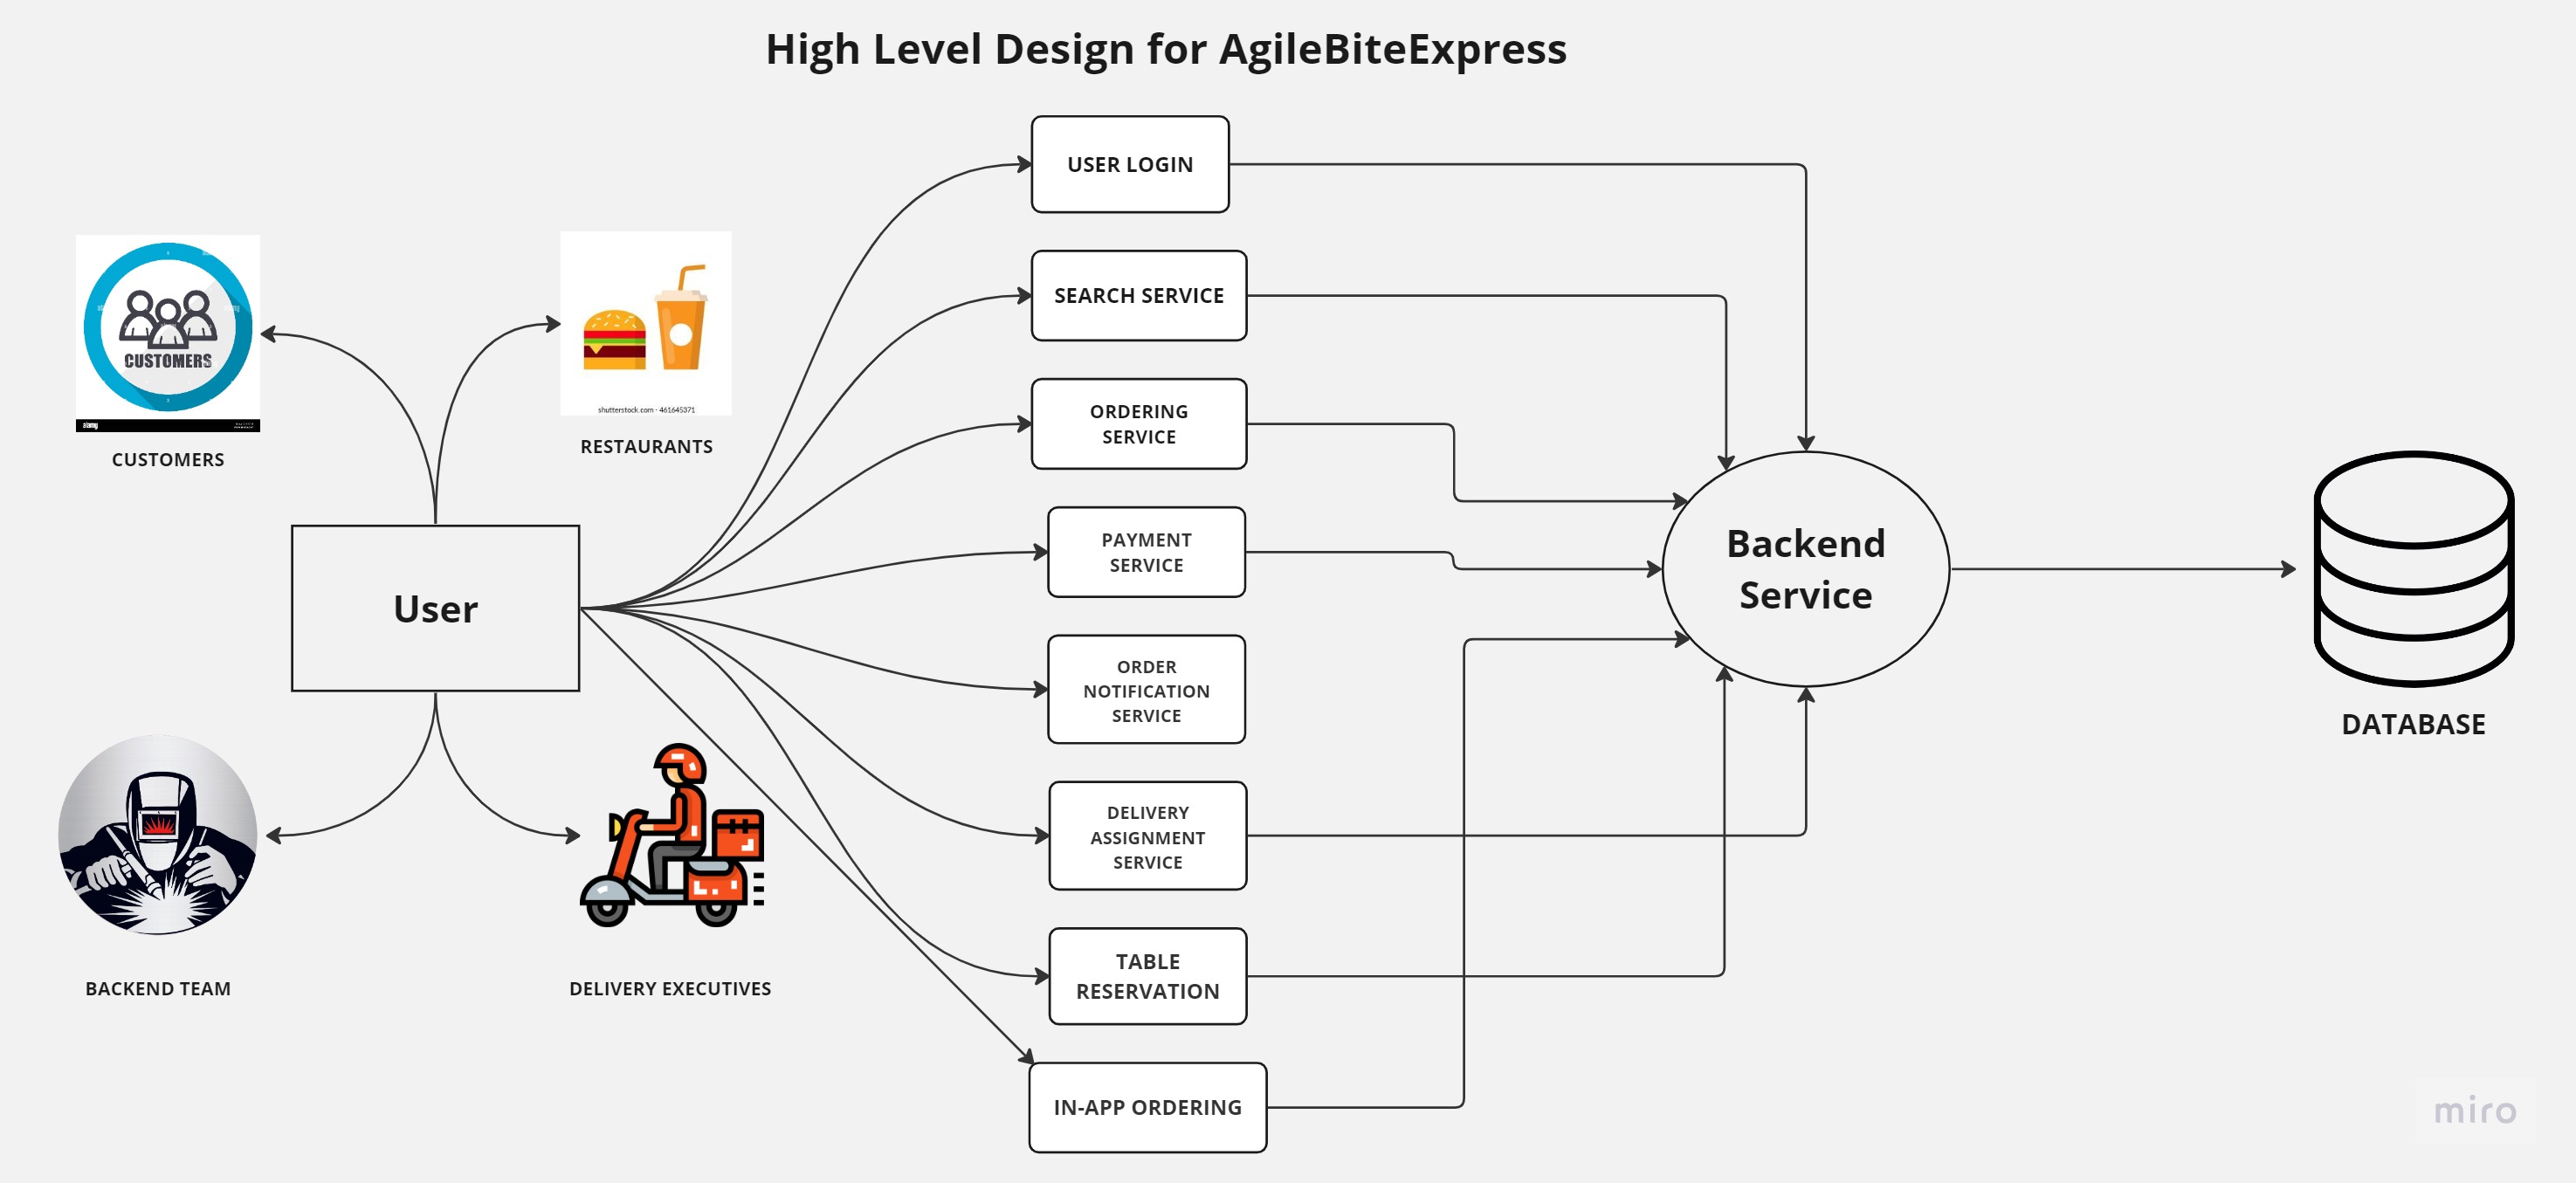 High Level Design for AgileBiteExpress
CUSTOMERS
CUSTOMERS
shutterstock.com · 461645371
RESTAURANTS
User
BACKEND TEAM
DELIVERY EXECUTIVES
USER LOGIN
SEARCH SERVICE
ORDERING
SERVICE
PAYMENT
SERVICE
ORDER
NOTIFICATION
SERVICE
DELIVERY
ASSIGNMENT
SERVICE
TABLE
RESERVATION
IN-APP ORDERING
Backend
Service
DATABASE
miro